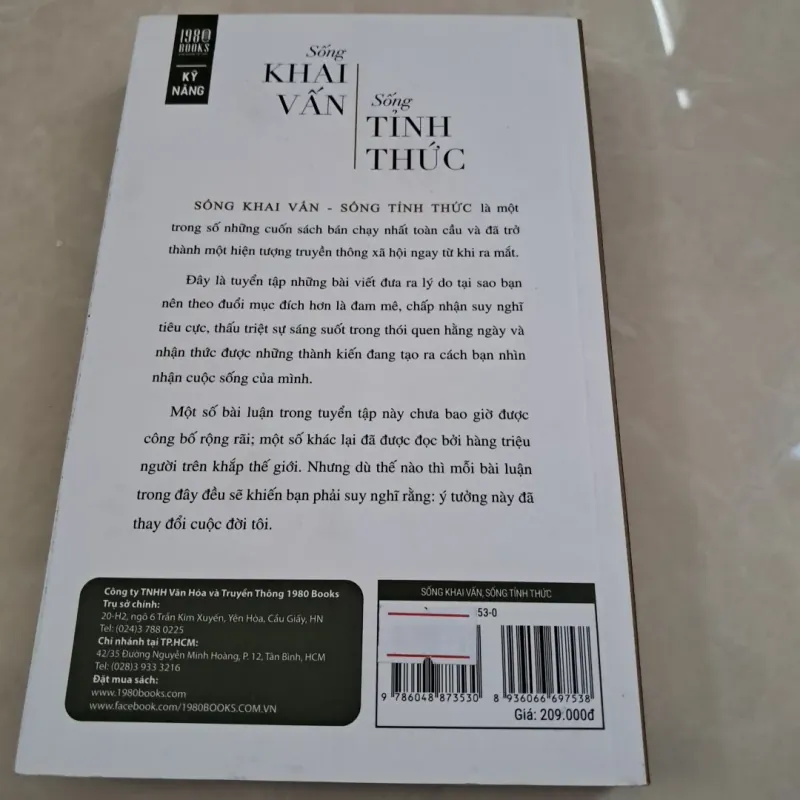 1980
BOOKS
KỸ
NĂNG
Sống
KHAI
VẤN
Sống
TỈNH
THỨC
SỐNG KHAI VẤN - SỐNG TỈNH THỨC là một
trong số những cuốn sách bán chạy nhất toàn cầu và đã trở
thành một hiện tượng truyền thông xã hội ngay từ khi ra mắt.
Đây là tuyển tập những bài viết đưa ra lý do tại sao bạn
nên theo đuổi mục đích hơn là đam mê, chấp nhận suy nghĩ
tiêu cực, thấu triệt sự sáng suốt trong thói quen hằng ngày và
nhận thức được những thành kiến đang tạo ra cách bạn nhìn
nhận cuộc sống của mình.
Một số bài luận trong tuyển tập này chưa bao giờ được
công bố rộng rãi; một số khác lại đã được đọc bởi hàng triệu
người trên khắp thế giới. Nhưng dù thế nào thì mỗi bài luận
trong đây đều sẽ khiến bạn phải suy nghĩ rằng: ý tưởng này đã
thay đổi cuộc đời tôi.
Công ty TNHH Văn Hóa và Truyền Thông 1980 Books
Trụ sở chính:
20-H2, ngõ 6 Trần Kim Xuyến, Yên Hòa, Cầu Giấy, HN
Tel: (024)3 788 0225
Chi nhánh tại TP.HCM:
42/35 Đường Nguyễn Minh Hoàng, P. 12, Tân Bình, HCM
Tel: (028)3 933 3216
Đặt mua sách:
www.1980books.com
www.facebook.com/1980BOOKS.COM.VN
SỐNG KHAI VẤN, SỐNG TỈNH THỨC
53-0
9 786048 873530
8 936066 697538
Giá: 209.000đ